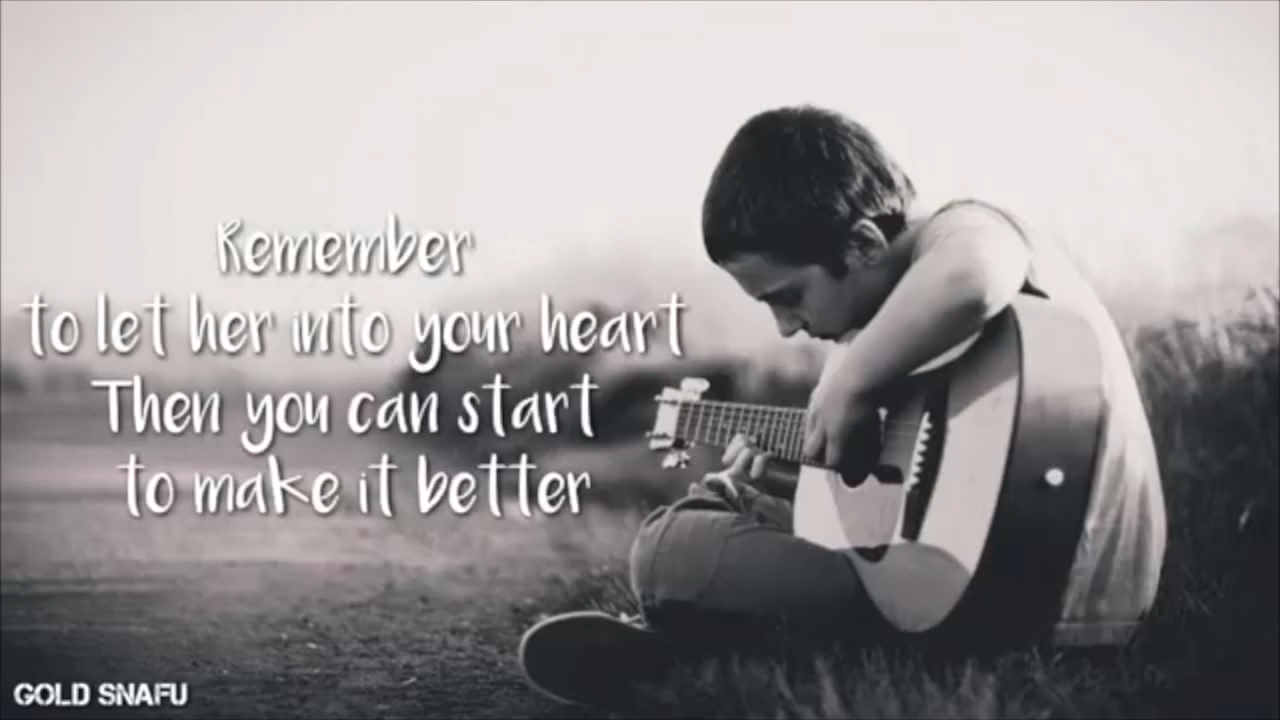 Remember
to let her into your heart
Then you can start
to make it better
GOLD SNAFU